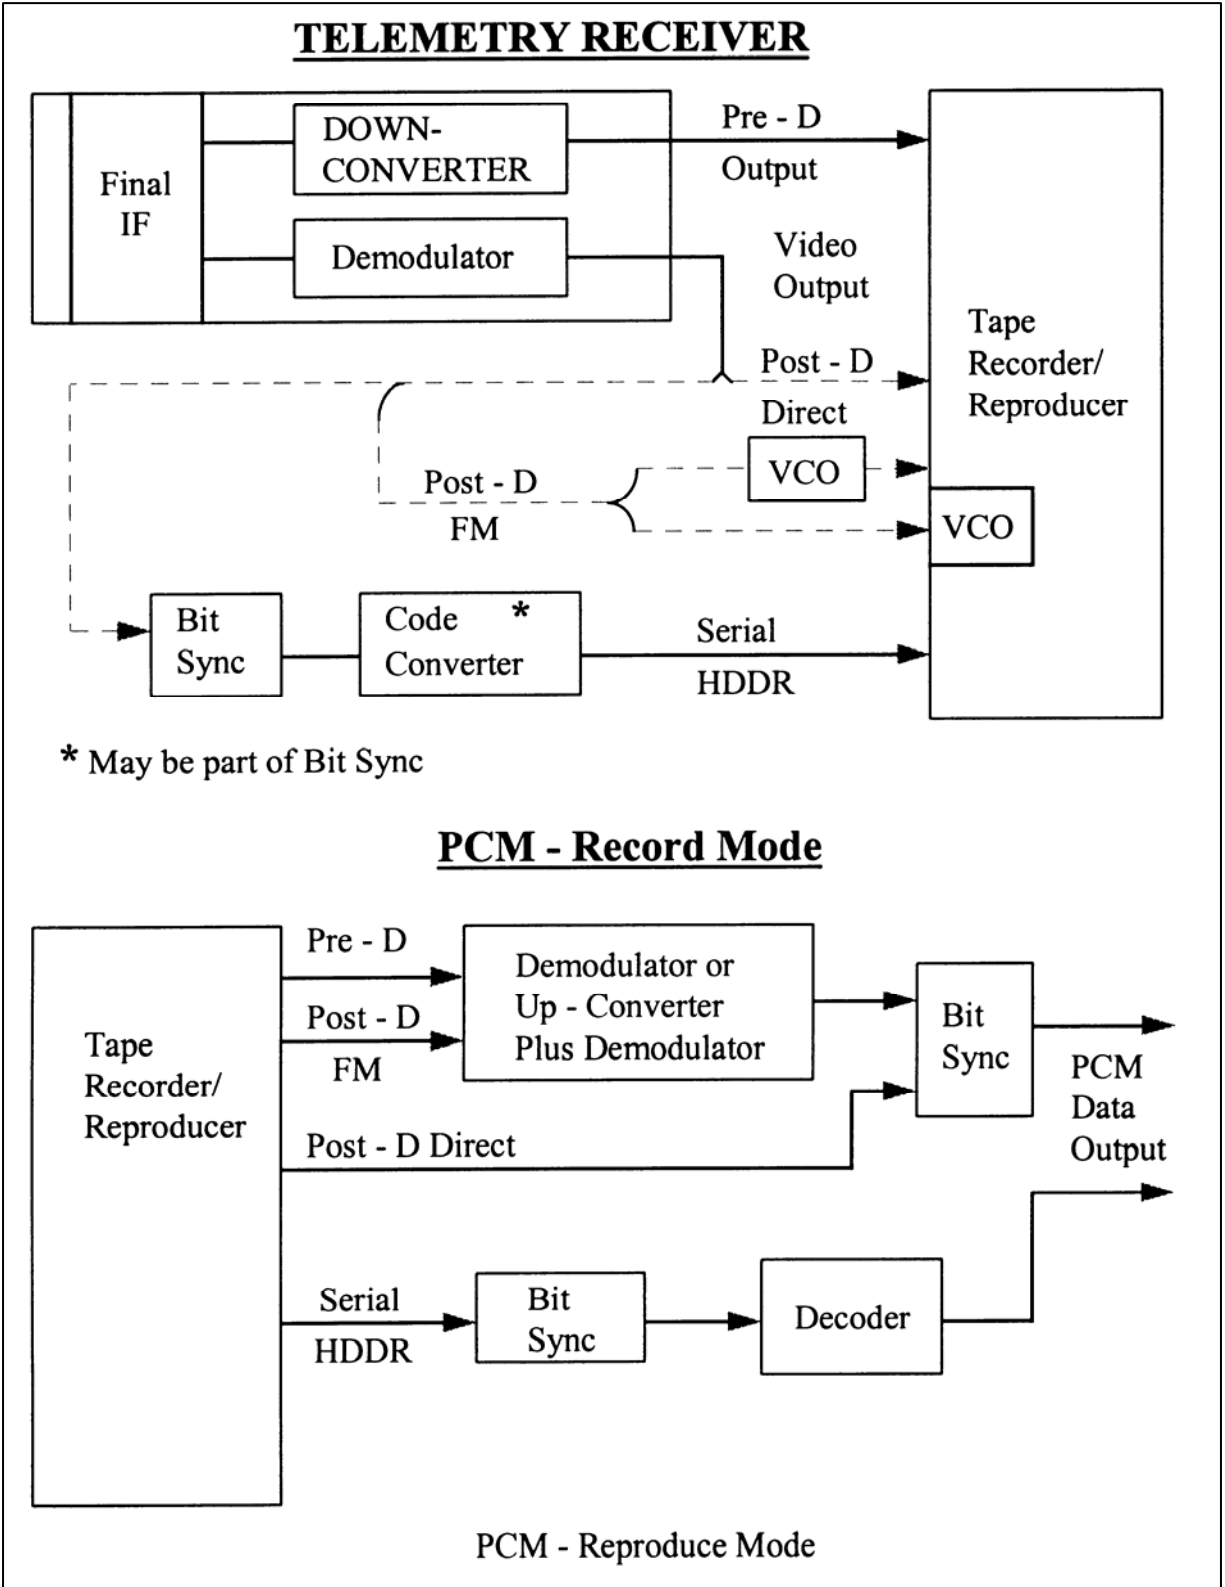 TELEMETRY RECEIVER
Final
IF
DOWN-
CONVERTER
Demodulator
Pre - D
Output
Video
Output
Post - D
Direct
Tape
Recorder/
Reproducer
Post - D
FM
VCO
VCO
Bit
Sync
Code *
Converter
Serial
HDDR
* May be part of Bit Sync
PCM - Record Mode
Tape
Recorder/
Reproducer
Pre - D
Post - D
FM
Demodulator or
Up - Converter
Plus Demodulator
Bit
Sync
PCM
Data
Output
Post - D Direct
Serial
HDDR
Bit
Sync
Decoder
PCM - Reproduce Mode